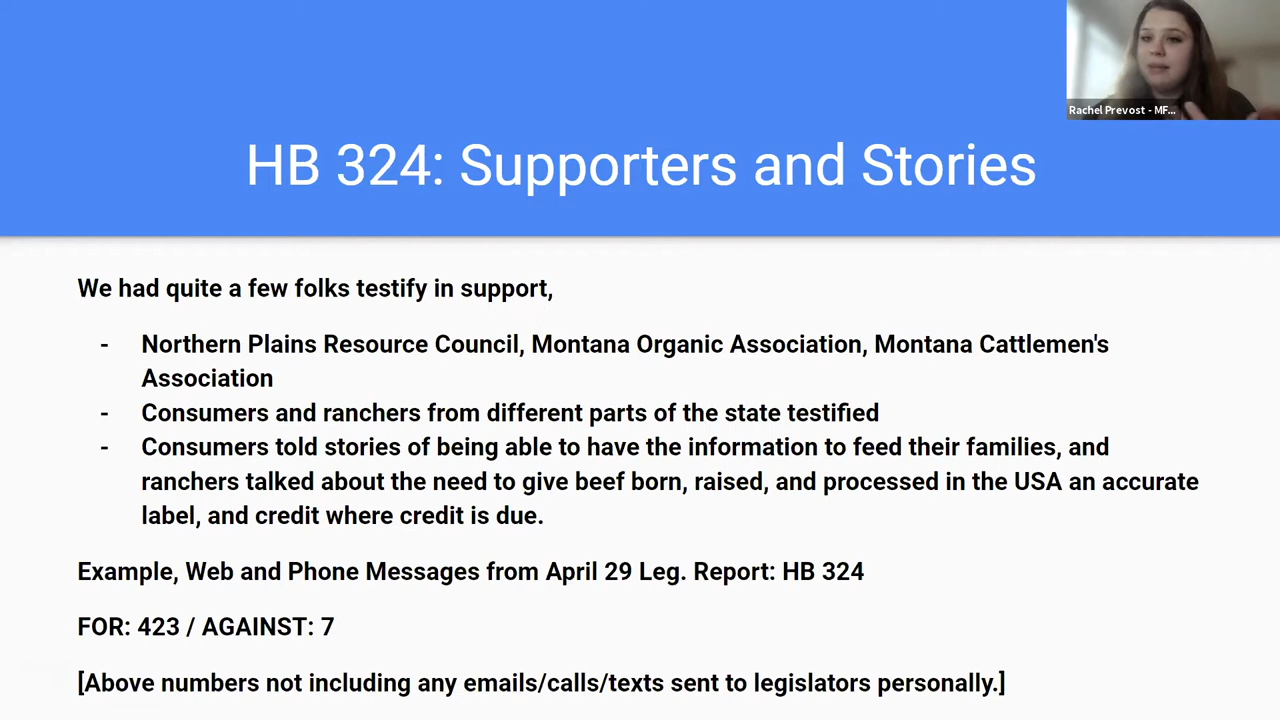 Rachel Prevost - MF...
HB 324: Supporters and Stories
We had quite a few folks testify in support,
- Northern Plains Resource Council, Montana Organic Association, Montana Cattlemen's
Association
- Consumers and ranchers from different parts of the state testified
- Consumers told stories of being able to have the information to feed their families, and
ranchers talked about the need to give beef born, raised, and processed in the USA an accurate
label, and credit where credit is due.
Example, Web and Phone Messages from April 29 Leg. Report: HB 324
FOR: 423 / AGAINST: 7
[Above numbers not including any emails/calls/texts sent to legislators personally.]